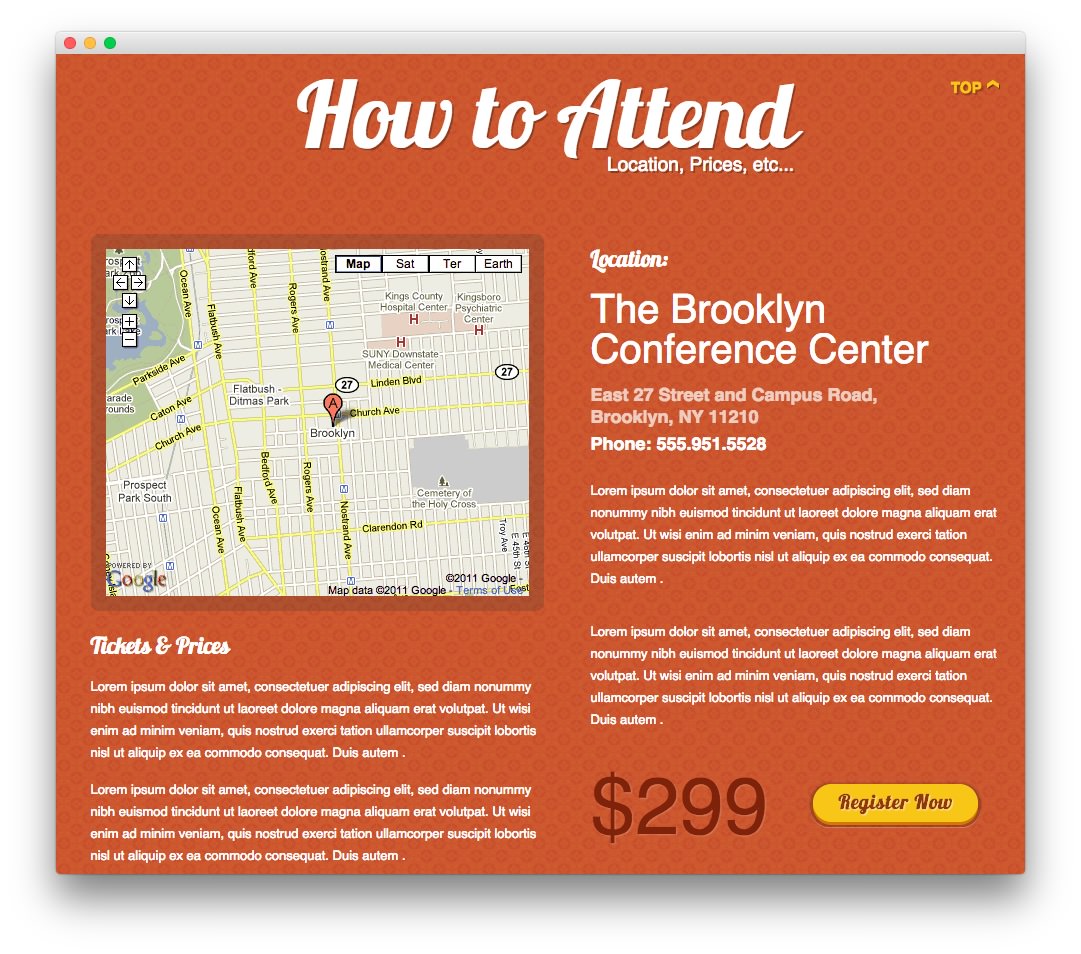 How to Attend
Location, Prices, etc...
TOP
Map
Sat
Ter
Earth
Kings County
Hospital Center
Kingsboro
Psychiatric
Center
SUNY Downstate
Medical Center
Ocean Ave
Flatbush Ave
Rogers Ave
Parkside Ave
27
27
Linden Blvd
Flatbush -
Ditmas Park
Caton Ave
A
Church Ave
Church Ave
Brooklyn
Bedford Ave
Rogers Ave
Prospect
Park South
Cemetery of
the Holy Cross
Flatbush Ave
Ocean Ave
Nostrand Ave
Clarendon Rd
Troy Ave
E 45th St
POWERED BY
Google
©2011 Google -
Map data ©2011 Google - Terms of Use
Location:
The Brooklyn
Conference Center
East 27 Street and Campus Road,
Brooklyn, NY 11210
Phone: 555.951.5528
Lorem ipsum dolor sit amet, consectetuer adipiscing elit, sed diam
nonummy nibh euismod tincidunt ut laoreet dolore magna aliquam erat
volutpat. Ut wisi enim ad minim veniam, quis nostrud exerci tation
ullamcorper suscipit lobortis nisl ut aliquip ex ea commodo consequat.
Duis autem .
Lorem ipsum dolor sit amet, consectetuer adipiscing elit, sed diam
nonummy nibh euismod tincidunt ut laoreet dolore magna aliquam erat
volutpat. Ut wisi enim ad minim veniam, quis nostrud exerci tation
ullamcorper suscipit lobortis nisl ut aliquip ex ea commodo consequat.
Duis autem .
$299
Register Now
Tickets & Prices
Lorem ipsum dolor sit amet, consectetuer adipiscing elit, sed diam nonummy
nibh euismod tincidunt ut laoreet dolore magna aliquam erat volutpat. Ut wisi
enim ad minim veniam, quis nostrud exerci tation ullamcorper suscipit lobortis
nisl ut aliquip ex ea commodo consequat. Duis autem .
Lorem ipsum dolor sit amet, consectetuer adipiscing elit, sed diam nonummy
nibh euismod tincidunt ut laoreet dolore magna aliquam erat volutpat. Ut wisi
enim ad minim veniam, quis nostrud exerci tation ullamcorper suscipit lobortis
nisl ut aliquip ex ea commodo consequat. Duis autem .